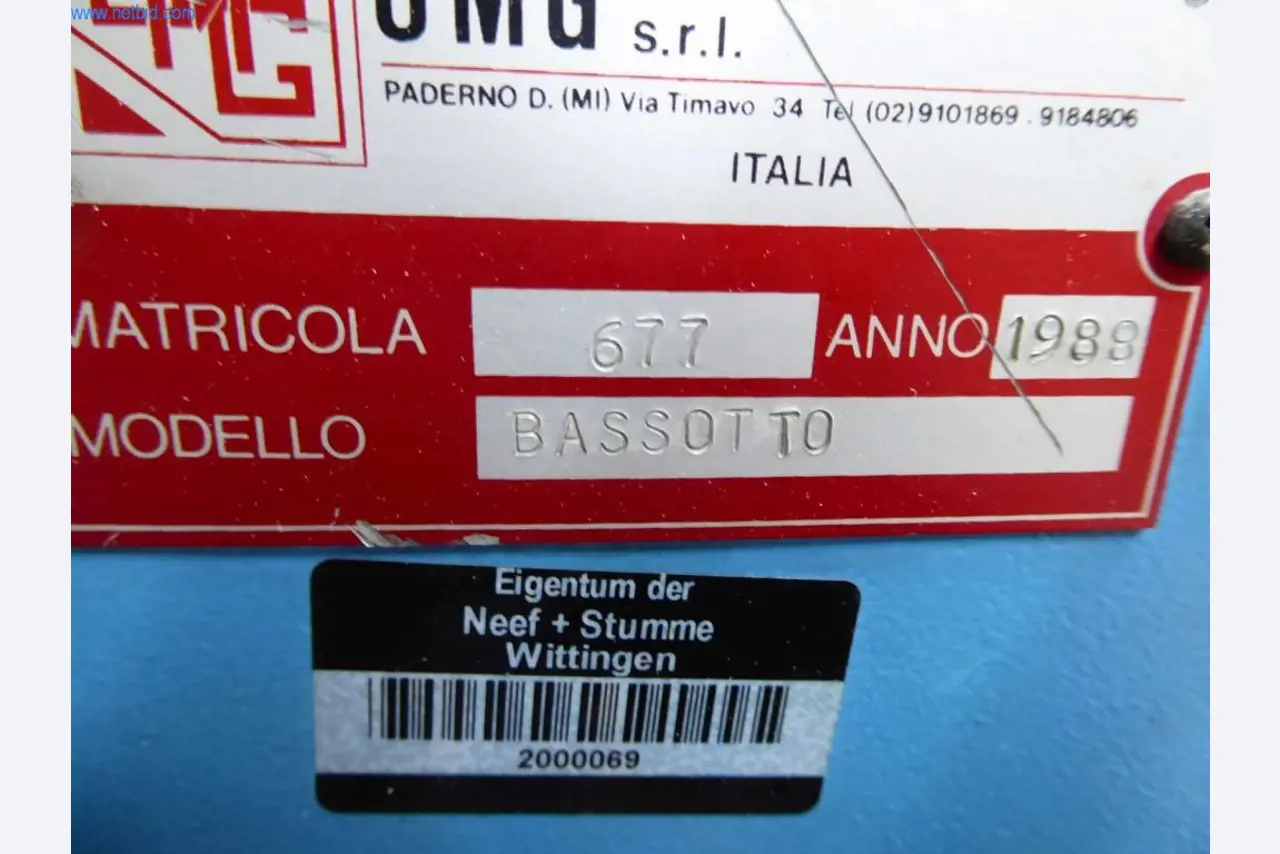 www.netbid.com
OMG s.r.l.
PADERNO D. (MI) Via Timavo 34 Tel (02)9101869 . 9184806
ITALIA
MATRICOLA 677 ANNO 1988
MODELLO BASSOTTO
Eigentum der
Neef + Stumme
Wittingen
2000069